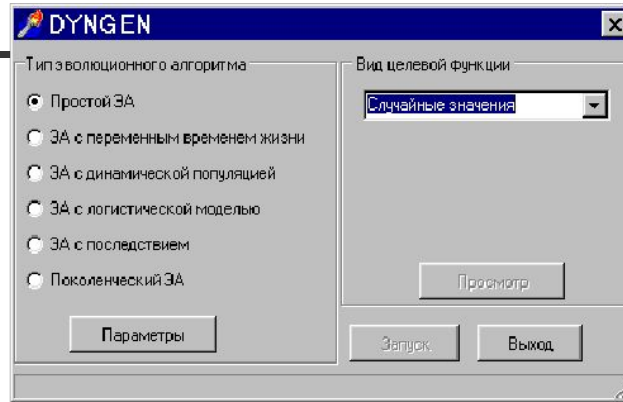 DYNGEN
Тип эволюционного алгоритма
Простой ЭА
ЭА с переменным временем жизни
ЭА с динамической популяцией
ЭА с логистической моделью
ЭА с последствием
Поколенческий ЭА
Параметры
Вид целевой функции
Случайные значения
Просмотр
Запуск
Выход